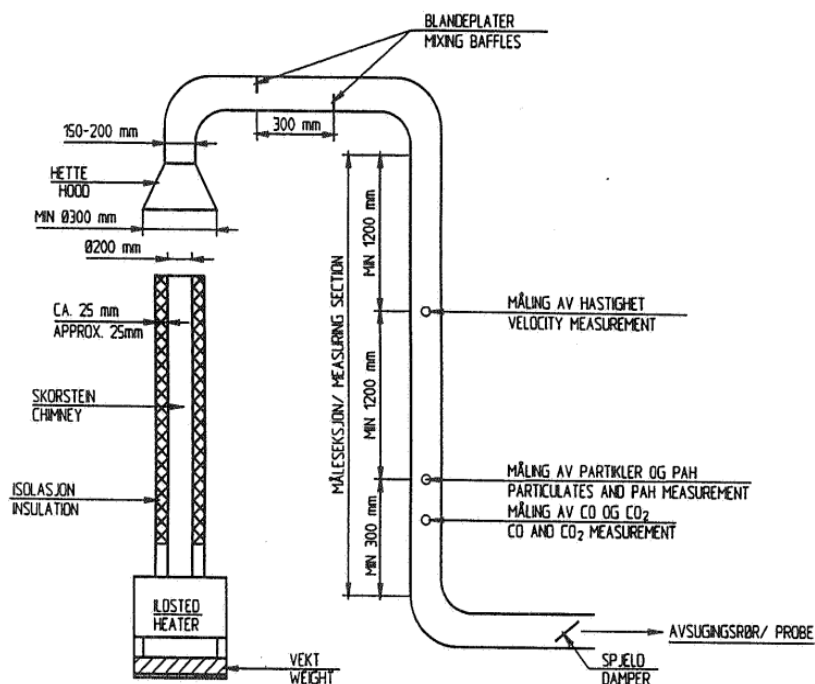 BLANDEPLATER
MIXING BAFFLES
300 mm
150-200 mm
HETTE
HOOD
MIN Ø300 mm
Ø200 mm
CA. 25 mm
APPROX. 25mm
SKORSTEIN
CHIMNEY
ISOLASJON
INSULATION
ILDSTED
HEATER
VEKT
WEIGHT
MÅLESEKSJON/ MEASURING SECTION
MIN 1200 mm
MIN 1200 mm
MIN 300 mm
MÅLING AV HASTIGHET
VELOCITY MEASUREMENT
MÅLING AV PARTIKLER OG PAH
PARTICULATES AND PAH MEASUREMENT
MÅLING AV CO OG CO₂
CO AND CO₂ MEASUREMENT
AVSUGINGSRØR/ PROBE
SPJELD
DAMPER